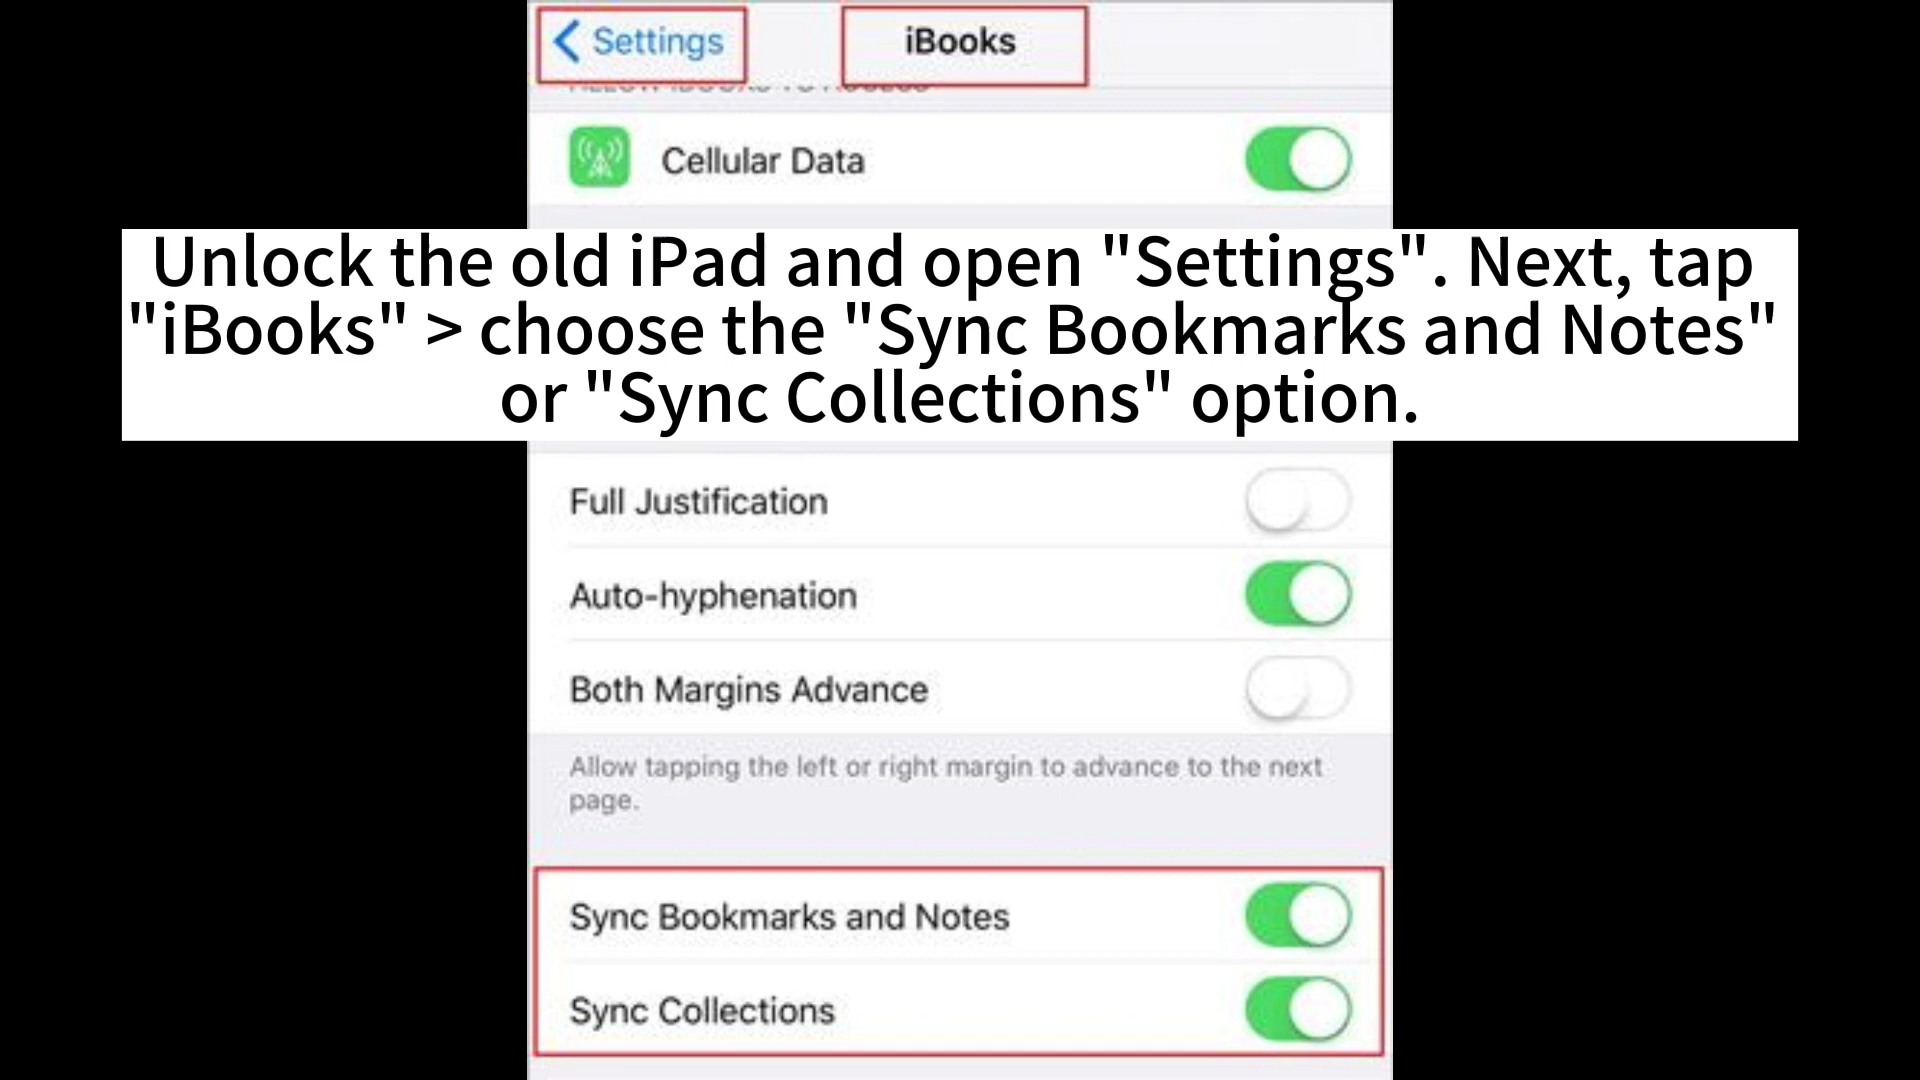 Settings
iBooks
Cellular Data
Unlock the old iPad and open "Settings". Next, tap
"iBooks" > choose the "Sync Bookmarks and Notes"
or "Sync Collections" option.
Full Justification
Auto-hyphenation
Both Margins Advance
Allow tapping the left or right margin to advance to the next
page.
Sync Bookmarks and Notes
Sync Collections